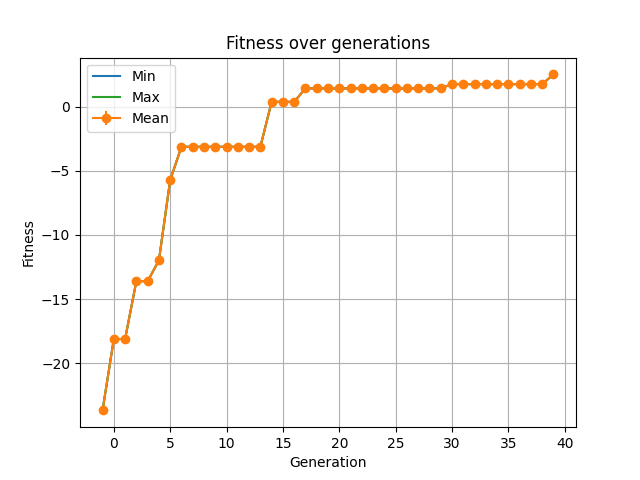 Fitness over generations
Min
Max
Mean
0
−5
−10
−15
−20
Fitness
0 5 10 15 20 25 30 35 40
Generation